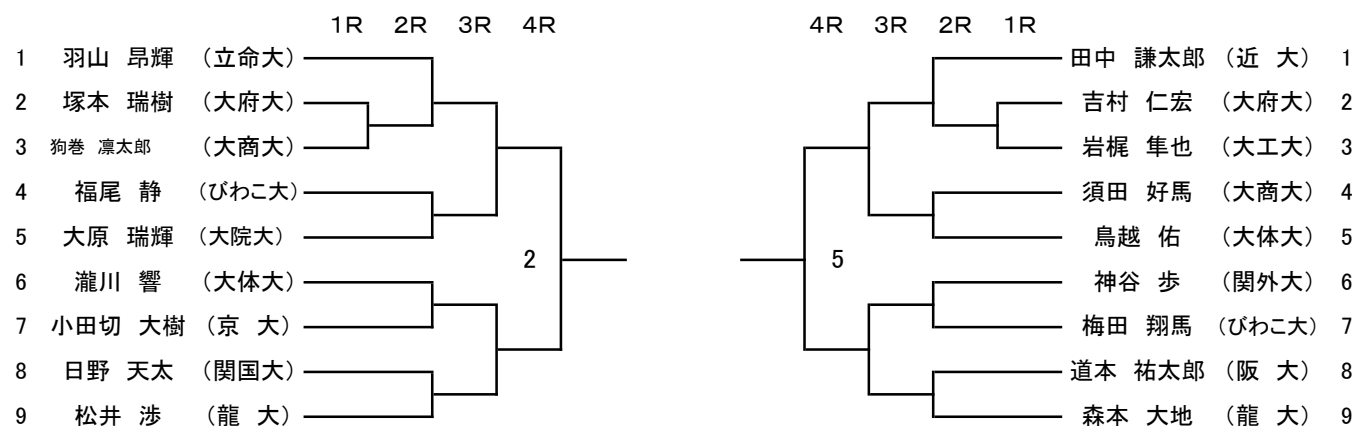 1R 2R 3R 4R
1 羽山 昂輝 (立命大)
2 塚本 瑞樹 (大府大)
3 狗巻 凛太郎 (大商大)
4 福尾 静 (びわこ大)
5 大原 瑞輝 (大院大)
6 瀧川 響 (大体大)
7 小田切 大樹 (京 大)
8 日野 天太 (関国大)
9 松井 渉 (龍 大)
2
4R 3R 2R 1R
田中 謙太郎 (近 大) 1
吉村 仁宏 (大府大) 2
岩梶 隼也 (大工大) 3
須田 好馬 (大商大) 4
鳥越 佑 (大体大) 5
神谷 歩 (関外大) 6
梅田 翔馬 (びわこ大) 7
道本 祐太郎 (阪 大) 8
森本 大地 (龍 大) 9
5